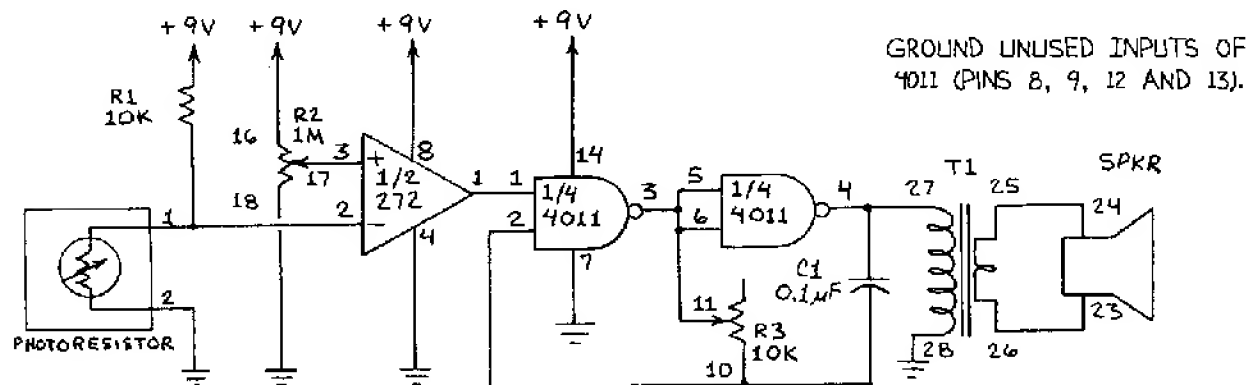 +9V
+9V
+9V
+9V
GROUND UNUSED INPUTS OF
4011 (PINS 8, 9, 12 AND 13).
R1
10K
16
R2
1M
17
18
3
+
8
1/2
272
1
2
-
4
1
2
PHOTORESISTOR
1
2
14
1/4
4011
3
7
5
6
1/4
4011
4
C1
0.1µF
11
R3
10K
10
T1
27
28
25
26
SPKR
24
23